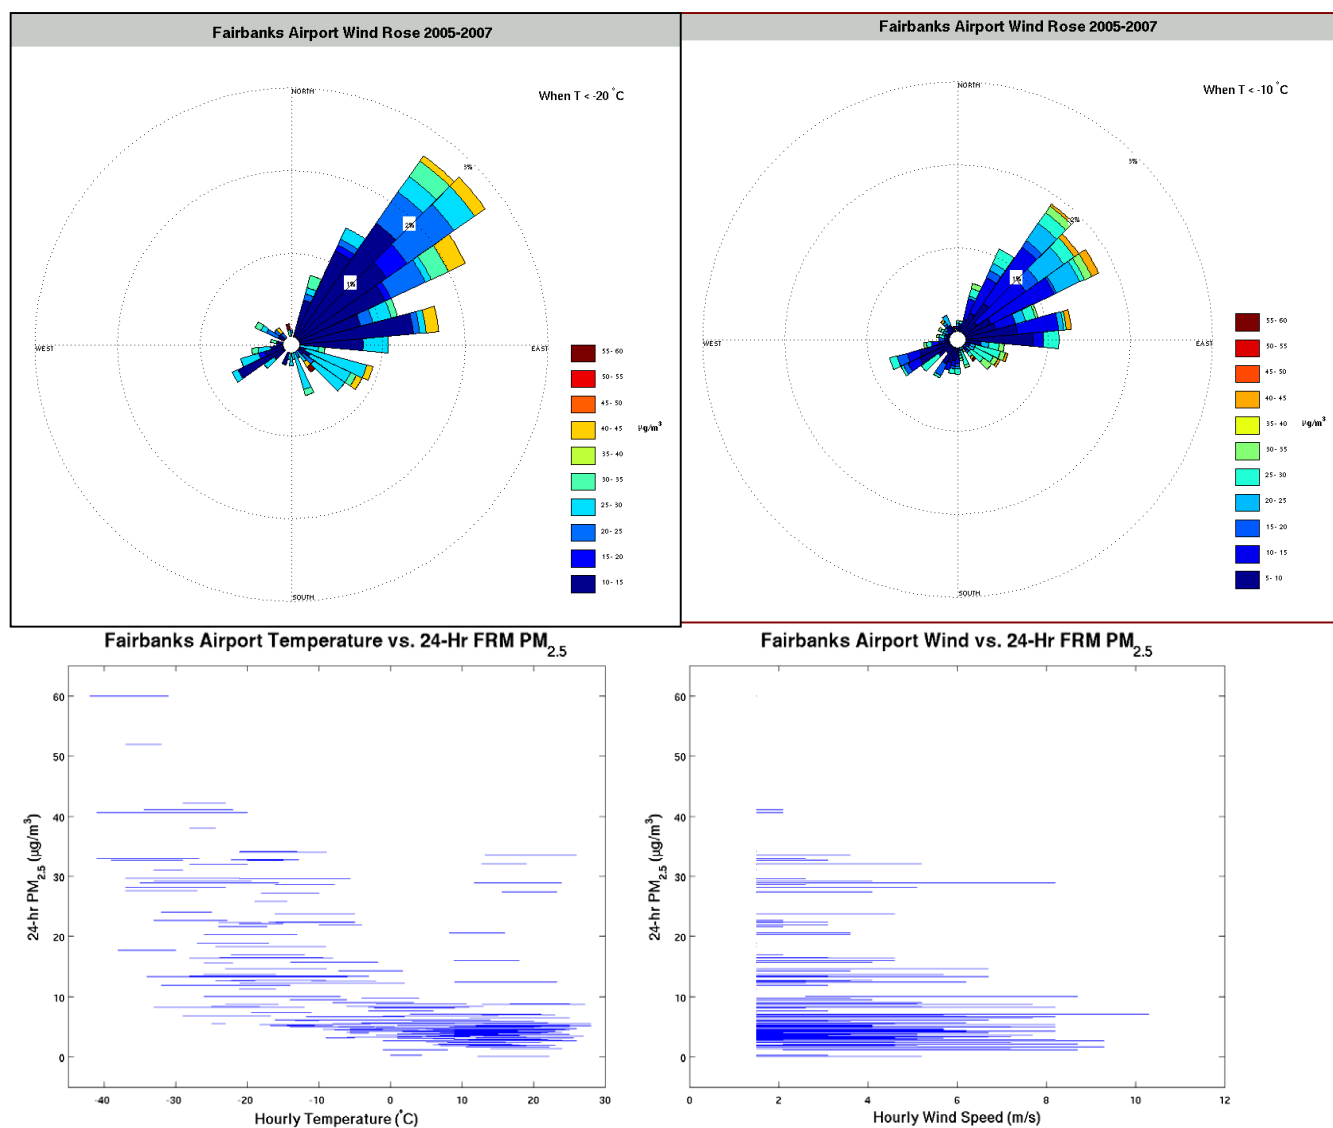 Fairbanks Airport Wind Rose 2005-2007
When T < -20 °C
NORTH
3%
2%
1%
WEST
EAST
SOUTH
55- 60
50- 55
45- 50
40- 45
µg/m³
35- 40
30- 35
25- 30
20- 25
15- 20
10- 15
Fairbanks Airport Wind Rose 2005-2007
When T < -10 °C
NORTH
3%
2%
1%
WEST
EAST
SOUTH
55- 60
50- 55
45- 50
40- 45
35- 40
µg/m³
30- 35
25- 30
20- 25
15- 20
10- 15
5- 10
Fairbanks Airport Temperature vs. 24-Hr FRM PM2.5
24-hr PM2.5 (µg/m³)
60
50
40
30
20
10
0
-40 -30 -20 -10 0 10 20 30
Hourly Temperature (°C)
Fairbanks Airport Wind vs. 24-Hr FRM PM2.5
24-hr PM2.5 (µg/m³)
60
50
40
30
20
10
0
0 2 4 6 8 10 12
Hourly Wind Speed (m/s)